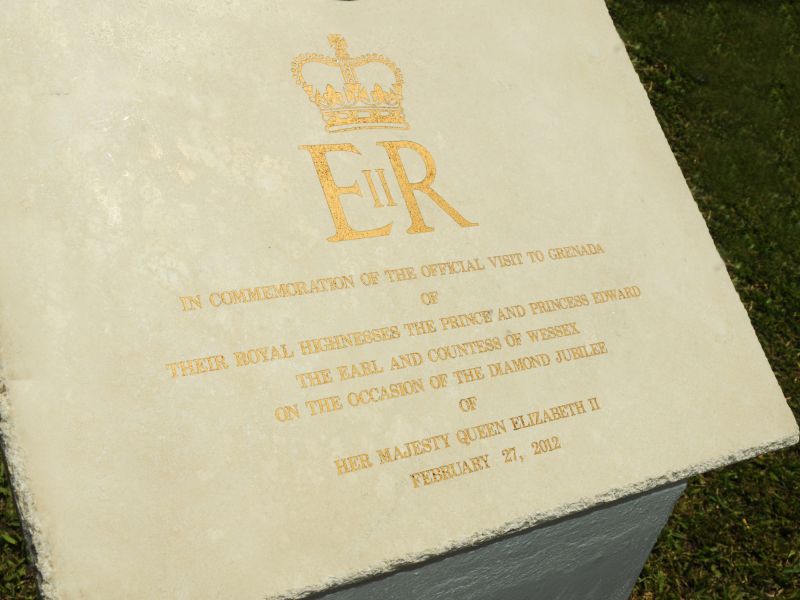 EIIR
IN COMMEMORATION OF THE OFFICIAL VISIT TO GRENADA
OF
THEIR ROYAL HIGHNESSES THE PRINCE AND PRINCESS EDWARD
THE EARL AND COUNTESS OF WESSEX
ON THE OCCASION OF THE DIAMOND JUBILEE
OF
HER MAJESTY QUEEN ELIZABETH II
FEBRUARY 27, 2012